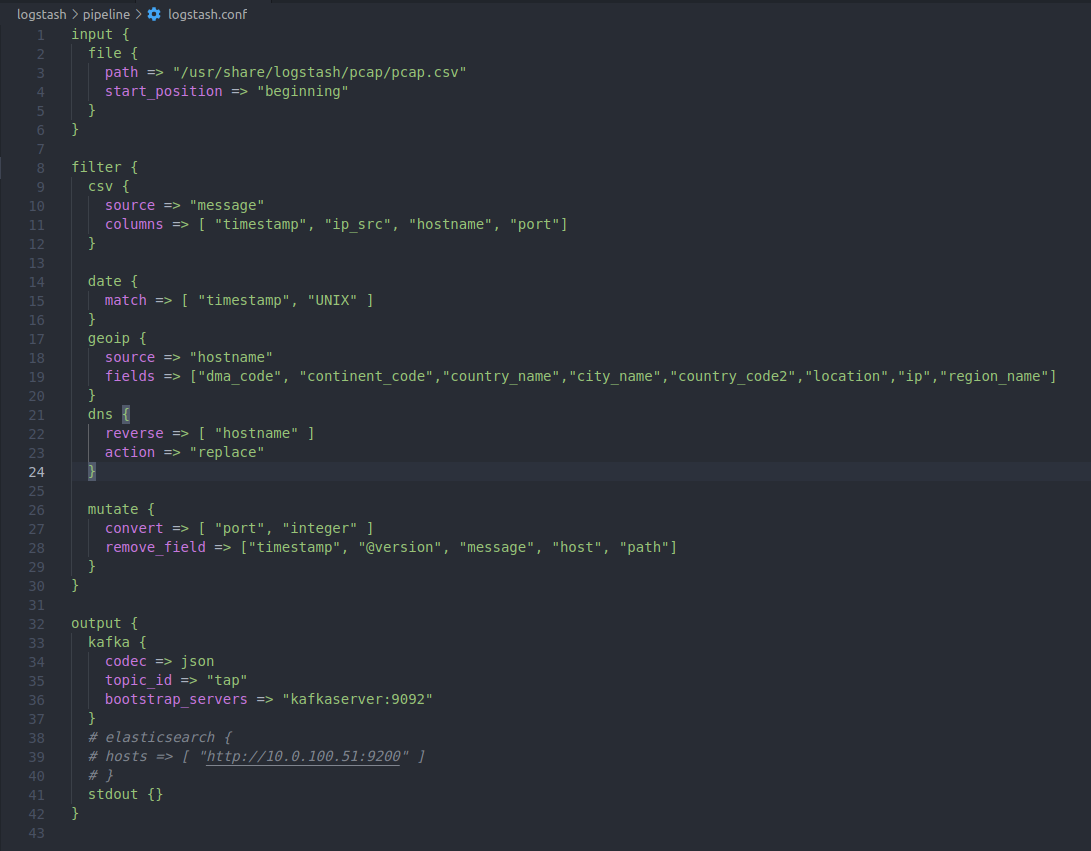 logstash > pipeline > logstash.conf
1 input {
2   file {
3     path => "/usr/share/logstash/pcap/pcap.csv"
4     start_position => "beginning"
5   }
6 }
7
8 filter {
9   csv {
10     source => "message"
11     columns => [ "timestamp", "ip_src", "hostname", "port"]
12   }
13
14   date {
15     match => [ "timestamp", "UNIX" ]
16   }
17   geoip {
18     source => "hostname"
19     fields => ["dma_code", "continent_code","country_name","city_name","country_code2","location","ip","region_name"]
20   }
21   dns {
22     reverse => [ "hostname" ]
23     action => "replace"
24   }
25
26   mutate {
27     convert => [ "port", "integer" ]
28     remove_field => ["timestamp", "@version", "message", "host", "path"]
29   }
30 }
31
32 output {
33   kafka {
34     codec => json
35     topic_id => "tap"
36     bootstrap_servers => "kafkaserver:9092"
37   }
38   # elasticsearch {
39   # hosts => [ "http://10.0.100.51:9200" ]
40   # }
41   stdout {}
42 }
43